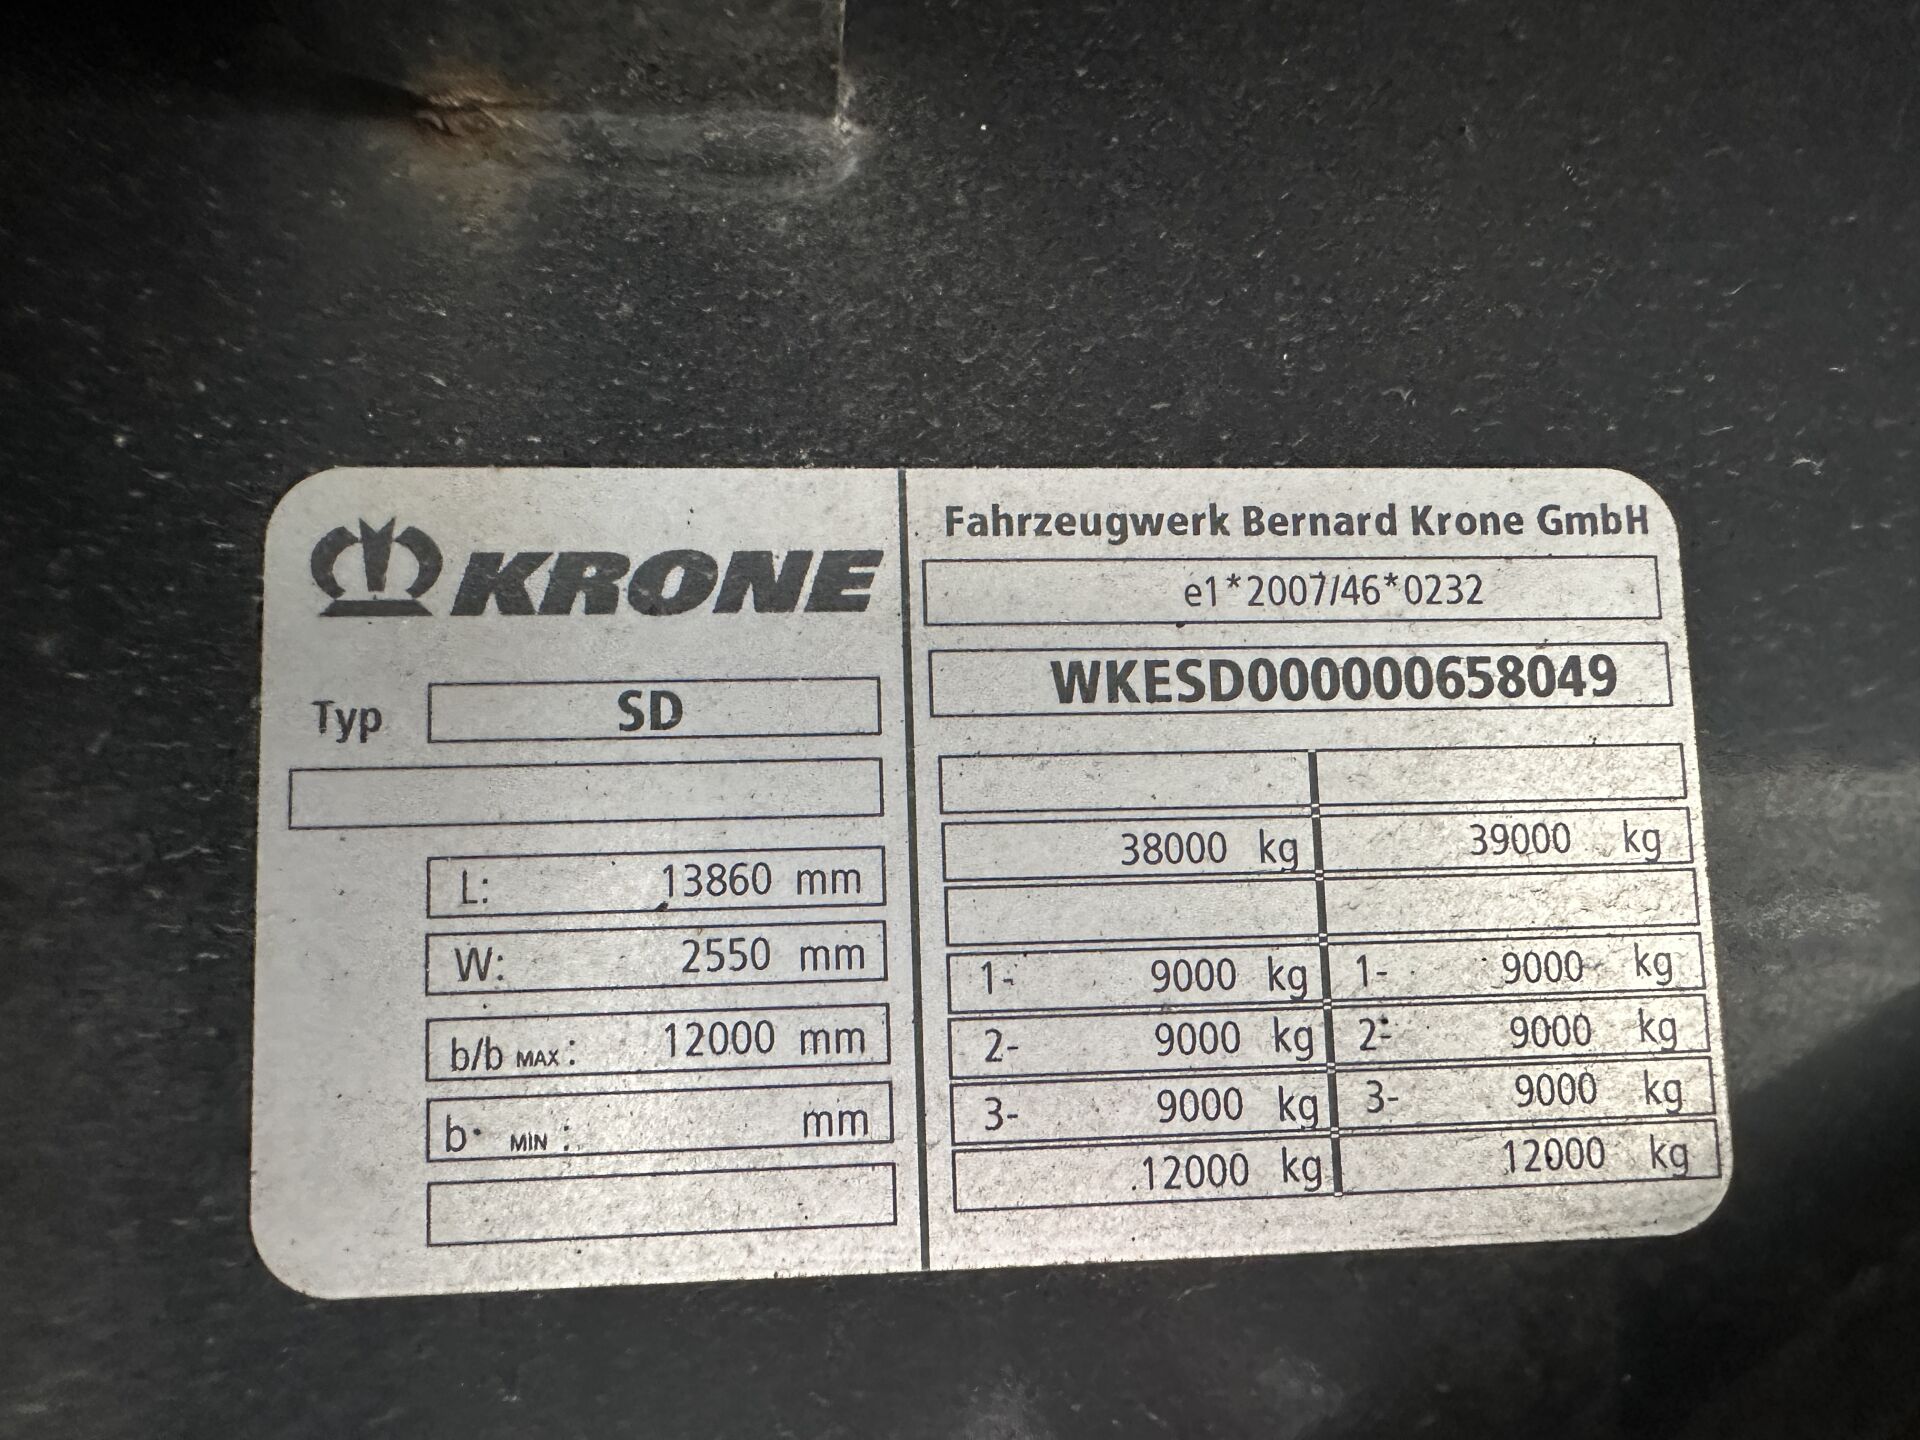 KRONE
Typ SD
L: 13860 mm
W: 2550 mm
b/b MAX: 12000 mm
b· MIN: mm
Fahrzeugwerk Bernard Krone GmbH
e1*2007/46*0232
WKESD000000658049
38000 kg 39000 kg
1- 9000 kg 1- 9000 kg
2- 9000 kg 2- 9000 kg
3- 9000 kg 3- 9000 kg
12000 kg 12000 kg